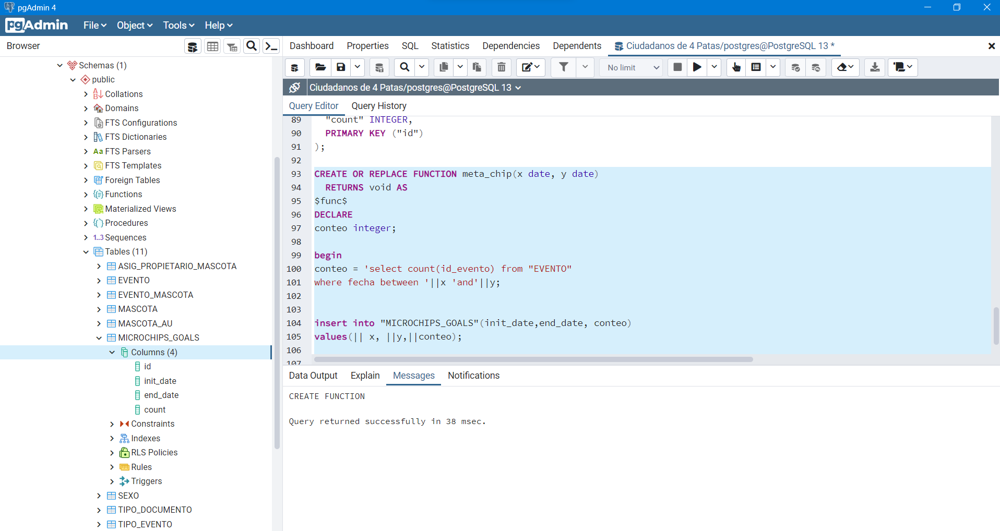 pgAdmin 4
pgAdmin File Object Tools Help
Browser
Dashboard Properties SQL Statistics Dependencies Dependents Ciudadanos de 4 Patas/postgres@PostgreSQL 13 *
No limit
Ciudadanos de 4 Patas/postgres@PostgreSQL 13
Query Editor Query History
Schemas (1)
public
Collations
Domains
FTS Configurations
FTS Dictionaries
Aa FTS Parsers
FTS Templates
Foreign Tables
Functions
Materialized Views
Procedures
1..3 Sequences
Tables (11)
ASIG_PROPIETARIO_MASCOTA
EVENTO
EVENTO_MASCOTA
MASCOTA
MASCOTA_AU
MICROCHIPS_GOALS
Columns (4)
id
init_date
end_date
count
Constraints
Indexes
RLS Policies
Rules
Triggers
SEXO
TIPO_DOCUMENTO
TIPO_EVENTO
89 "count" INTEGER,
90 PRIMARY KEY ("id")
91 );
92
93 CREATE OR REPLACE FUNCTION meta_chip(x date, y date)
94 RETURNS void AS
95 $func$
96 DECLARE
97 conteo integer;
98
99 begin
100 conteo = 'select count(id_evento) from "EVENTO"
101 where fecha between '||x 'and'||y;
102
103
104 insert into "MICROCHIPS_GOALS"(init_date,end_date, conteo)
105 values(|| x, ||y,||conteo);
106
107
Data Output Explain Messages Notifications
CREATE FUNCTION
Query returned successfully in 38 msec.